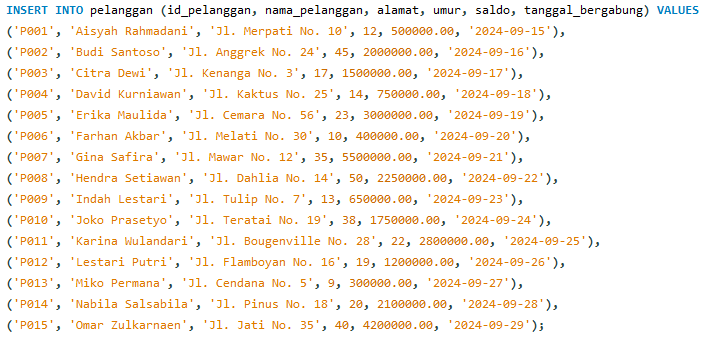 INSERT INTO pelanggan (id_pelanggan, nama_pelanggan, alamat, umur, saldo, tanggal_bergabung) VALUES
('P001', 'Aisyah Rahmadani', 'Jl. Merpati No. 10', 12, 500000.00, '2024-09-15'),
('P002', 'Budi Santoso', 'Jl. Anggrek No. 24', 45, 2000000.00, '2024-09-16'),
('P003', 'Citra Dewi', 'Jl. Kenanga No. 3', 17, 1500000.00, '2024-09-17'),
('P004', 'David Kurniawan', 'Jl. Kaktus No. 25', 14, 750000.00, '2024-09-18'),
('P005', 'Erika Maulida', 'Jl. Cemara No. 56', 23, 3000000.00, '2024-09-19'),
('P006', 'Farhan Akbar', 'Jl. Melati No. 30', 10, 400000.00, '2024-09-20'),
('P007', 'Gina Safira', 'Jl. Mawar No. 12', 35, 5500000.00, '2024-09-21'),
('P008', 'Hendra Setiawan', 'Jl. Dahlia No. 14', 50, 2250000.00, '2024-09-22'),
('P009', 'Indah Lestari', 'Jl. Tulip No. 7', 13, 650000.00, '2024-09-23'),
('P010', 'Joko Prasetyo', 'Jl. Teratai No. 19', 38, 1750000.00, '2024-09-24'),
('P011', 'Karina Wulandari', 'Jl. Bougenville No. 28', 22, 2800000.00, '2024-09-25'),
('P012', 'Lestari Putri', 'Jl. Flamboyan No. 16', 19, 1200000.00, '2024-09-26'),
('P013', 'Miko Permana', 'Jl. Cendana No. 5', 9, 300000.00, '2024-09-27'),
('P014', 'Nabila Salsabila', 'Jl. Pinus No. 18', 20, 2100000.00, '2024-09-28'),
('P015', 'Omar Zulkarnaen', 'Jl. Jati No. 35', 40, 4200000.00, '2024-09-29');